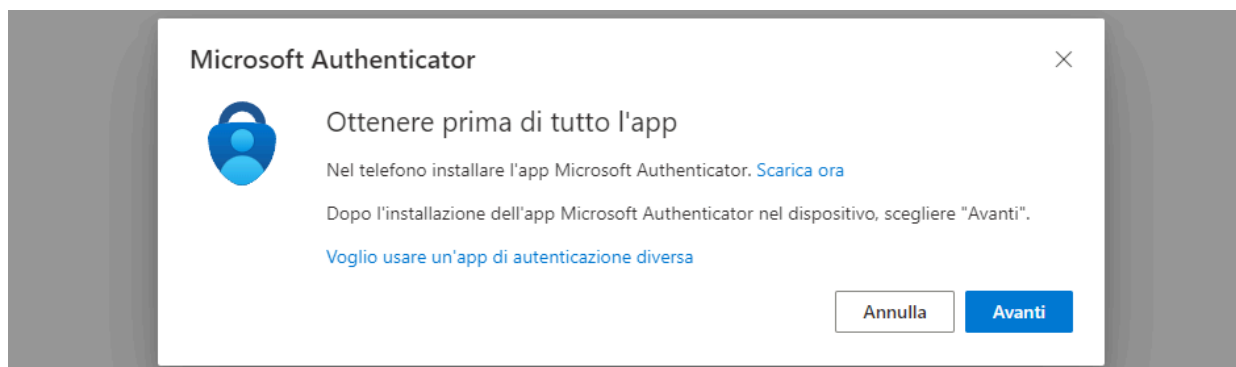 Microsoft Authenticator
Ottenere prima di tutto l'app
Nel telefono installare l'app Microsoft Authenticator. Scarica ora
Dopo l'installazione dell'app Microsoft Authenticator nel dispositivo, scegliere "Avanti".
Voglio usare un'app di autenticazione diversa
Annulla Avanti